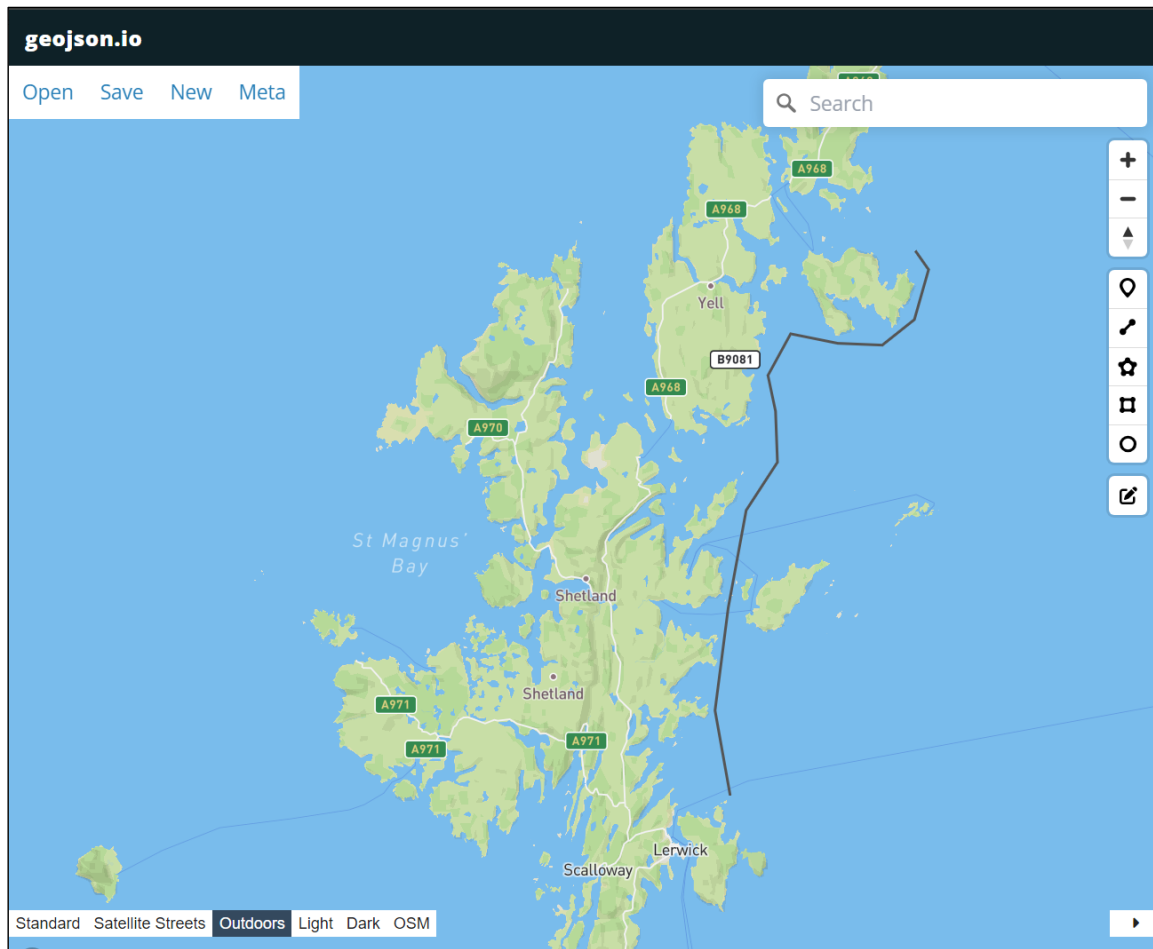 geojson.io
Open Save New Meta
Search
A968
A968
A968
Yell
B9081
A968
A970
St Magnus'
Bay
Shetland
Shetland
A971
A971
A971
Lerwick
Scalloway
Standard Satellite Streets Outdoors Light Dark OSM